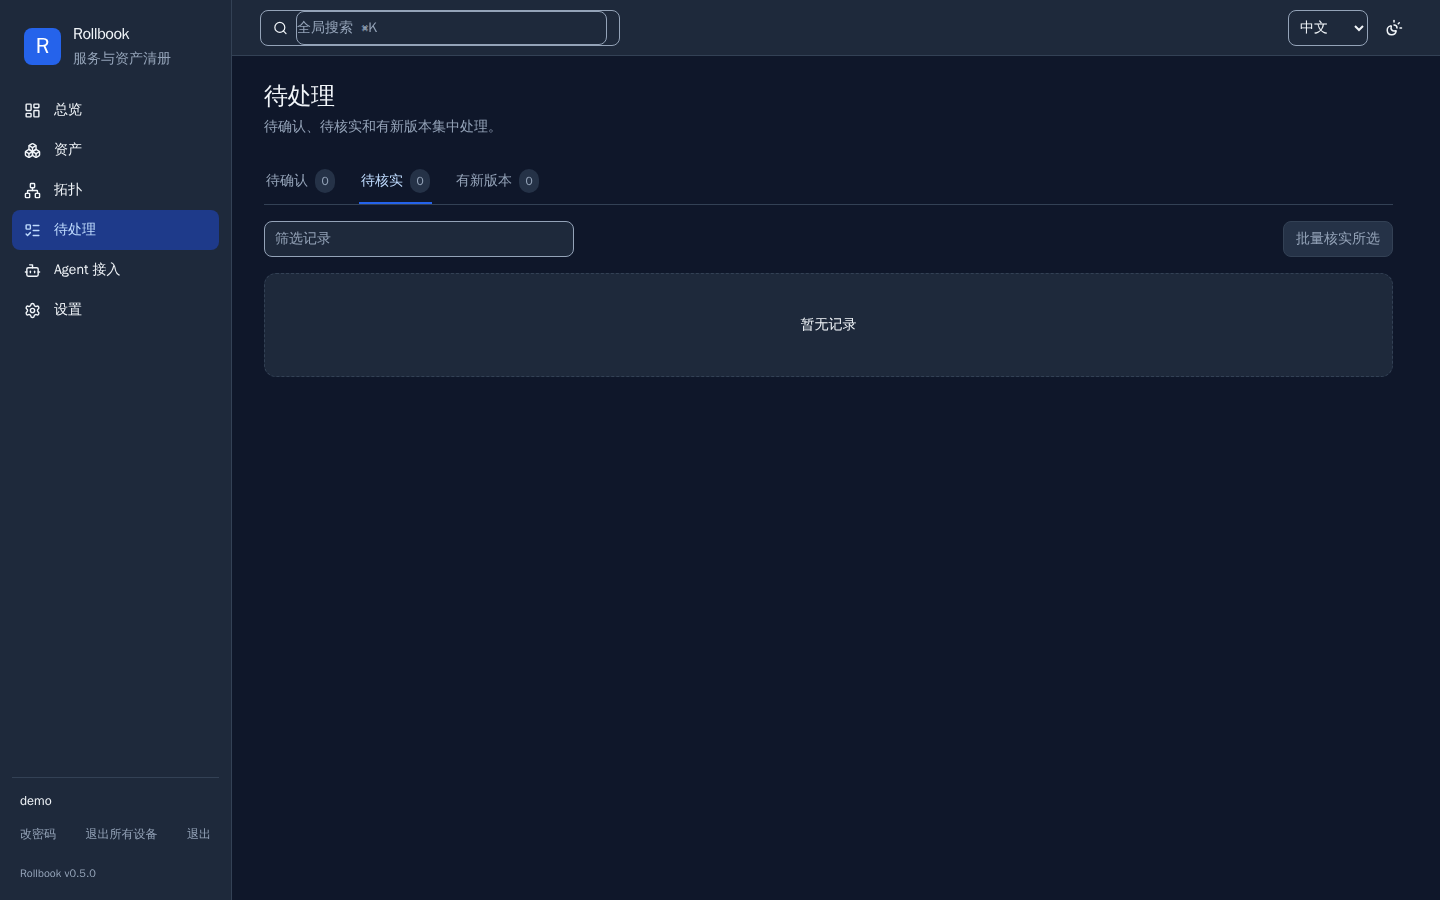 R
Rollbook
服务与资产清册
总览
资产
拓扑
待处理
Agent 接入
设置
demo
改密码 退出所有设备 退出
Rollbook v0.5.0
全局搜索 ⌘K
中文
待处理
待确认、待核实和有新版本集中处理。
待确认 0 待核实 0 有新版本 0
筛选记录
批量核实所选
暂无记录